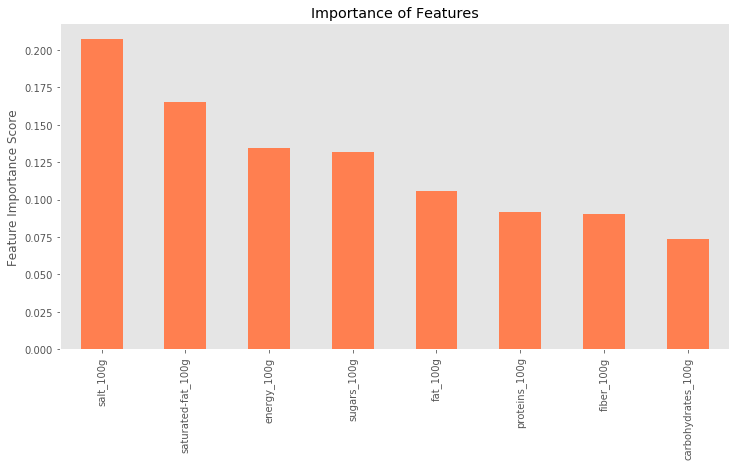 Importance of Features
Feature Importance Score
0.200
0.175
0.150
0.125
0.100
0.075
0.050
0.025
0.000
salt_100g
saturated-fat_100g
energy_100g
sugars_100g
fat_100g
proteins_100g
fiber_100g
carbohydrates_100g